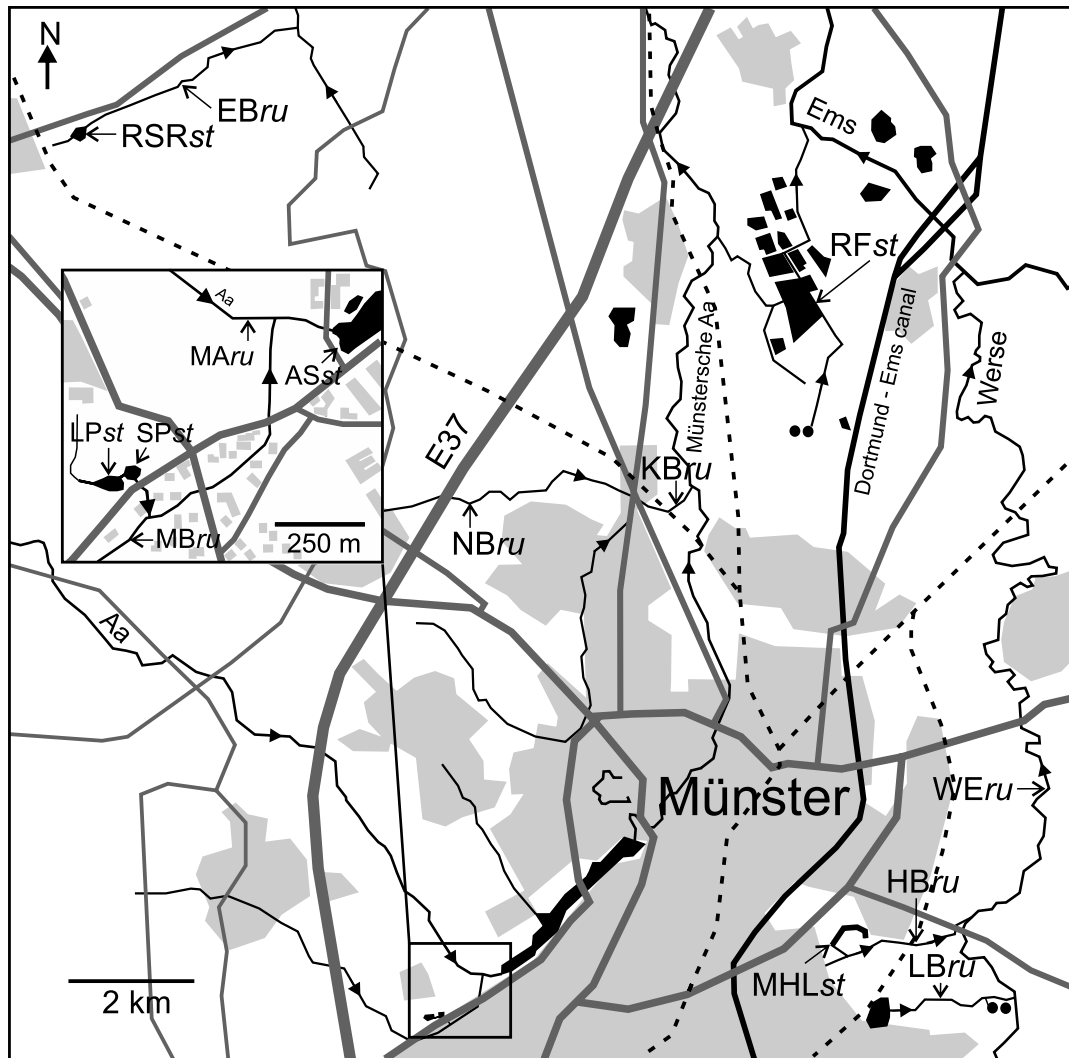 N
EBru
RSRst
Ems
RFst
Aa
MAru
ASst
LPst
SPst
MBru
250 m
E37
Münstersche Aa
Dortmund - Ems canal
Werse
KBru
NBru
Aa
Münster
WEru
HBru
MHLst
LBru
2 km